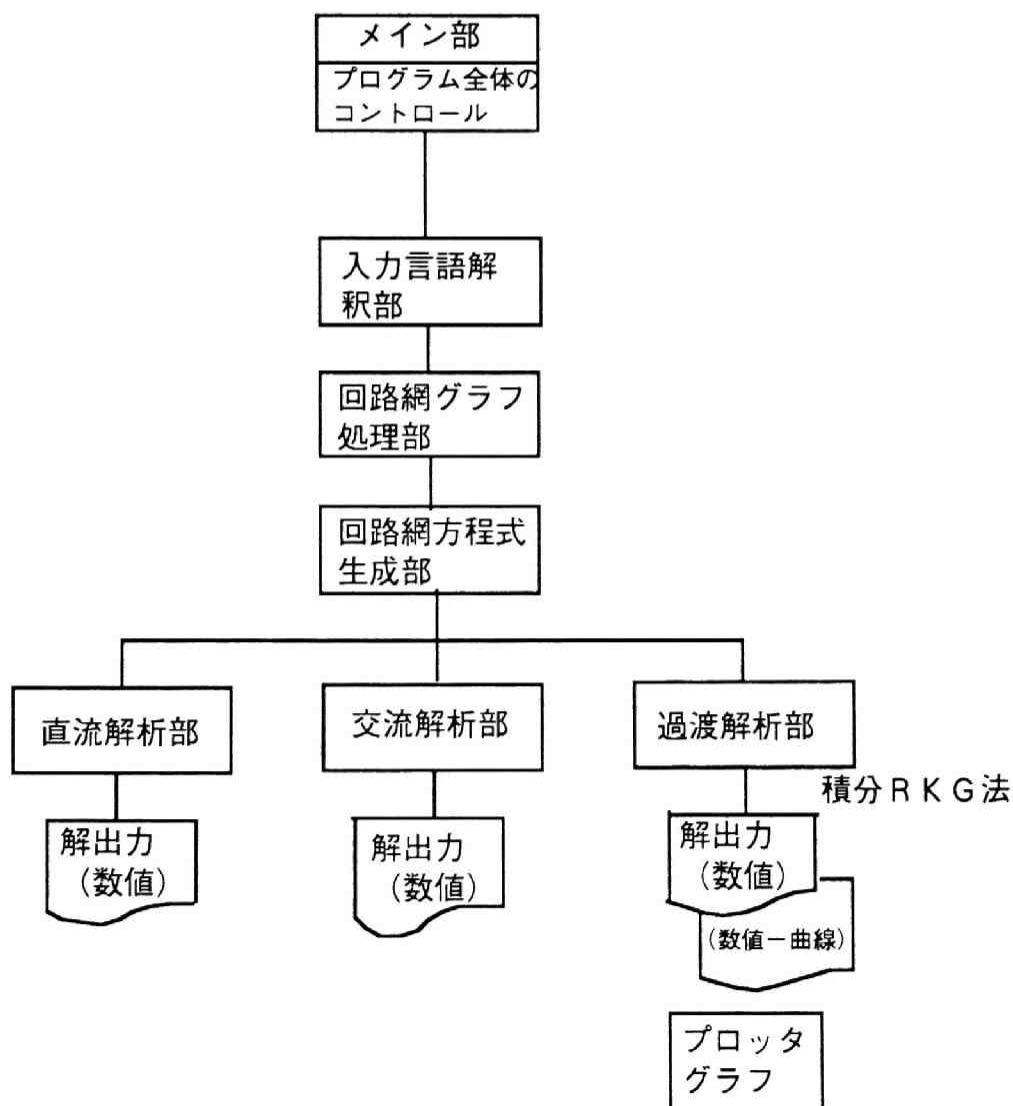 メイン部
プログラム全体の
コントロール
入力言語解
釈部
回路網グラフ
処理部
回路網方程式
生成部
直流解析部
交流解析部
過渡解析部
積分RKG法
解出力
(数値)
解出力
(数値)
解出力
(数値)
(数値ー曲線)
プロッタ
グラフ